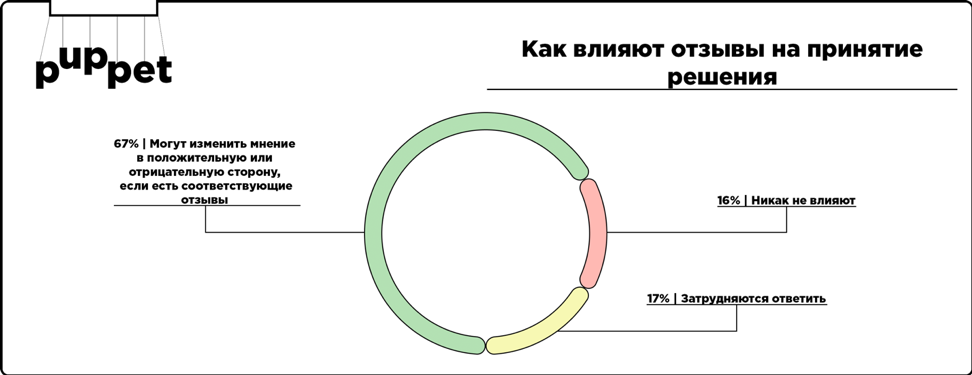 puppet
Как влияют отзывы на принятие
решения
67% | Могут изменить мнение
в положительную или
отрицательную сторону,
если есть соответствующие
отзывы
16% | Никак не влияют
17% | Затрудняются ответить